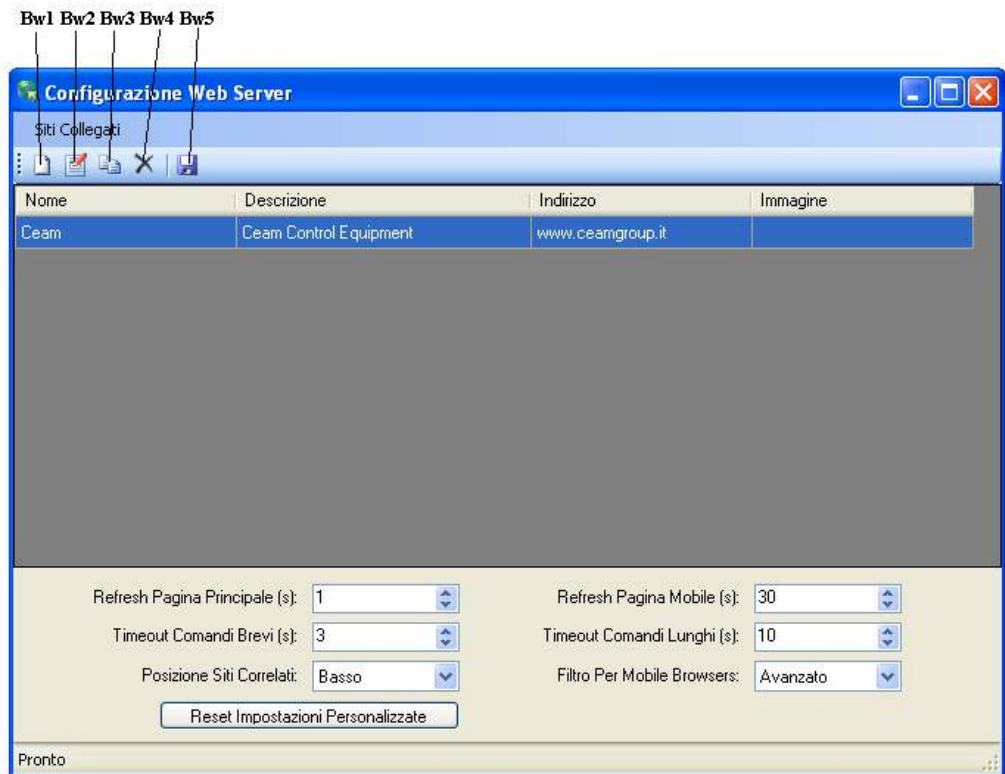 Bw1 Bw2 Bw3 Bw4 Bw5
Configurazione Web Server
Siti Collegati
Nome Descrizione Indirizzo Immagine
Ceam Ceam Control Equipment www.ceamgroup.it
Refresh Pagina Principale (s): 1 Refresh Pagina Mobile (s): 30
Timeout Comandi Brevi (s): 3 Timeout Comandi Lunghi (s): 10
Posizione Siti Correlati: Basso Filtro Per Mobile Browsers: Avanzato
Reset Impostazioni Personalizzate
Pronto